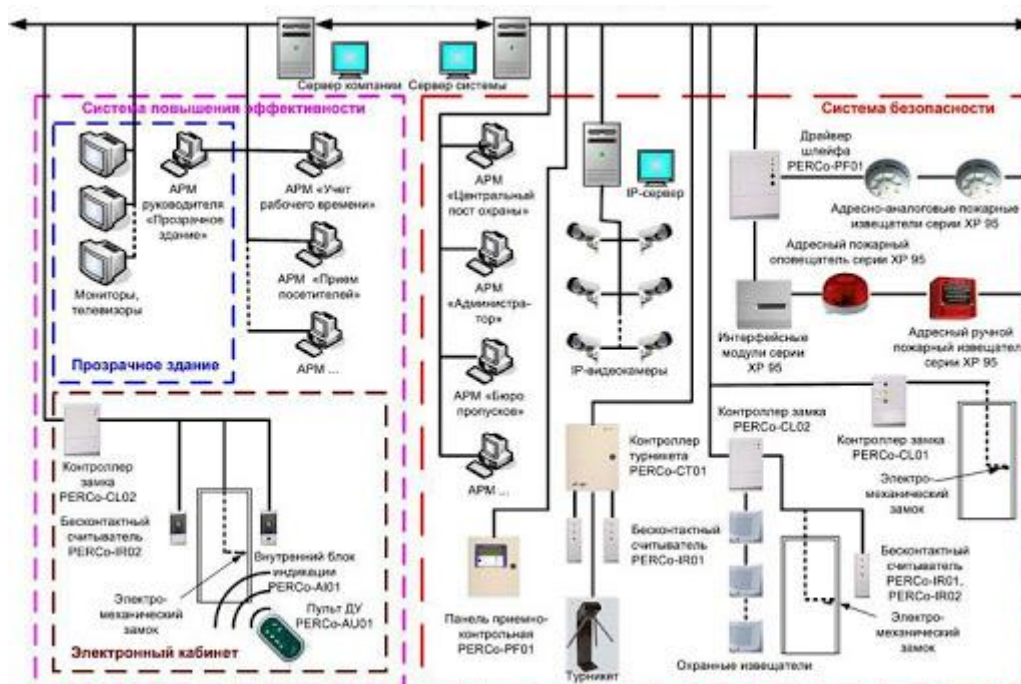 Сервер компании
Сервер системы
Система повышения эффективности
АРМ
руководителя
«Прозрачное
здание»
АРМ «Учет
рабочего времени»
АРМ «Прием
посетителей»
АРМ ...
Мониторы,
телевизоры
Прозрачное здание
Контроллер
замка
PERCo-CL02
Бесконтактный
считыватель
PERCo-IR02
Внутренний блок
индикации
PERCo-AI01
Электро-
механический
замок
Пульт ДУ
PERCo-AU01
Электронный кабинет
Система безопасности
АРМ
«Центральный
пост охраны»
АРМ
«Администра-
тор»
АРМ «Бюро
пропусков»
АРМ ...
IP-сервер
IP-видеокамеры
Драйвер
шлейфа
PERCo-PF01
Адресно-аналоговые пожарные
извещатели серии XP 95
Адресный пожарный
оповещатель серии XP 95
Интерфейсные
модули серии
XP 95
Адресный ручной
пожарный извещатель
серии XP 95
Контроллер
турникета
PERCo-CT01
Контроллер замка
PERCo-CL02
Контроллер замка
PERCo-CL01
Электро-
механический
замок
Бесконтактный
считыватель
PERCo-IR01
Бесконтактный
считыватель
PERCo-IR01,
PERCo-IR02
Электро-
механический
замок
Панель приемно-
контрольная
PERCo-PF01
Турникет
Охранные извещатели